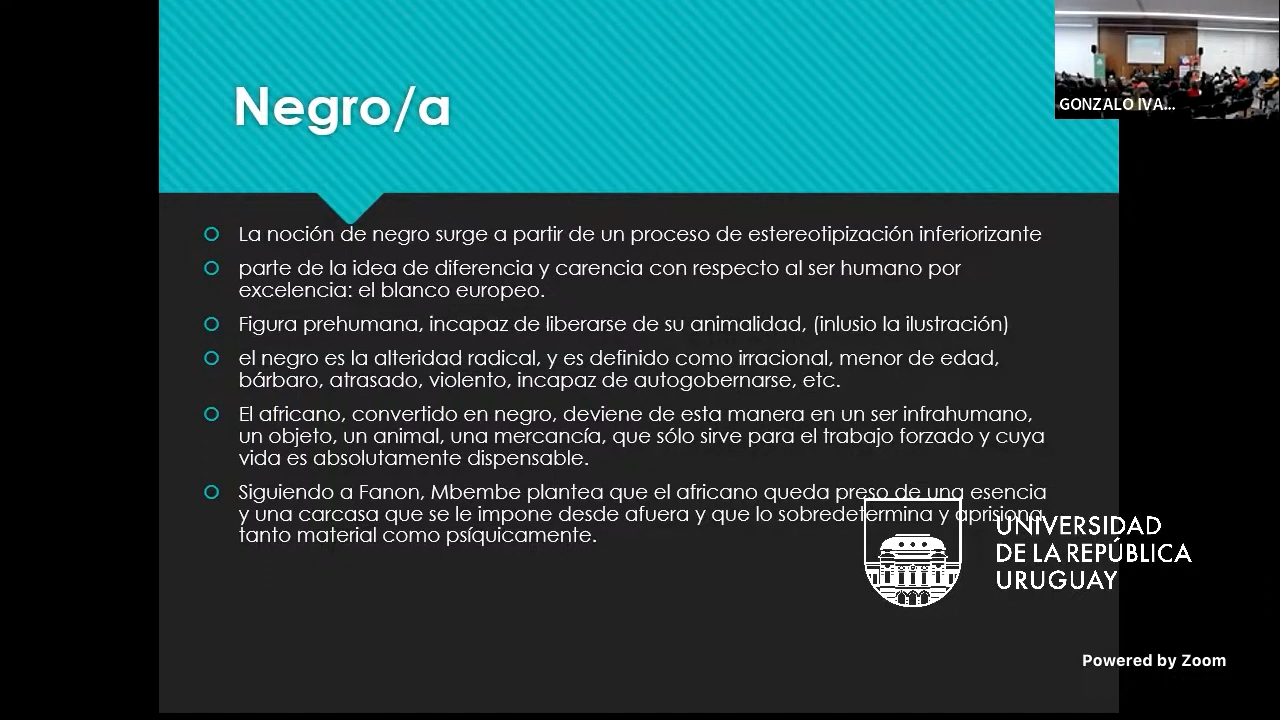 Negro/a
GONZALO IVA...
La noción de negro surge a partir de un proceso de estereotipización inferiorizante
parte de la idea de diferencia y carencia con respecto al ser humano por
excelencia: el blanco europeo.
Figura prehumana, incapaz de liberarse de su animalidad, (inlusio la ilustración)
el negro es la alteridad radical, y es definido como irracional, menor de edad,
bárbaro, atrasado, violento, incapaz de autogobernarse, etc.
El africano, convertido en negro, deviene de esta manera en un ser infrahumano,
un objeto, un animal, una mercancía, que sólo sirve para el trabajo forzado y cuya
vida es absolutamente dispensable.
Siguiendo a Fanon, Mbembe plantea que el africano queda preso de una esencia
y una carcasa que se le impone desde afuera y que lo sobredetermina y aprisiona
tanto material como psíquicamente.
UNIVERSIDAD
DE LA REPÚBLICA
URUGUAY
Powered by Zoom